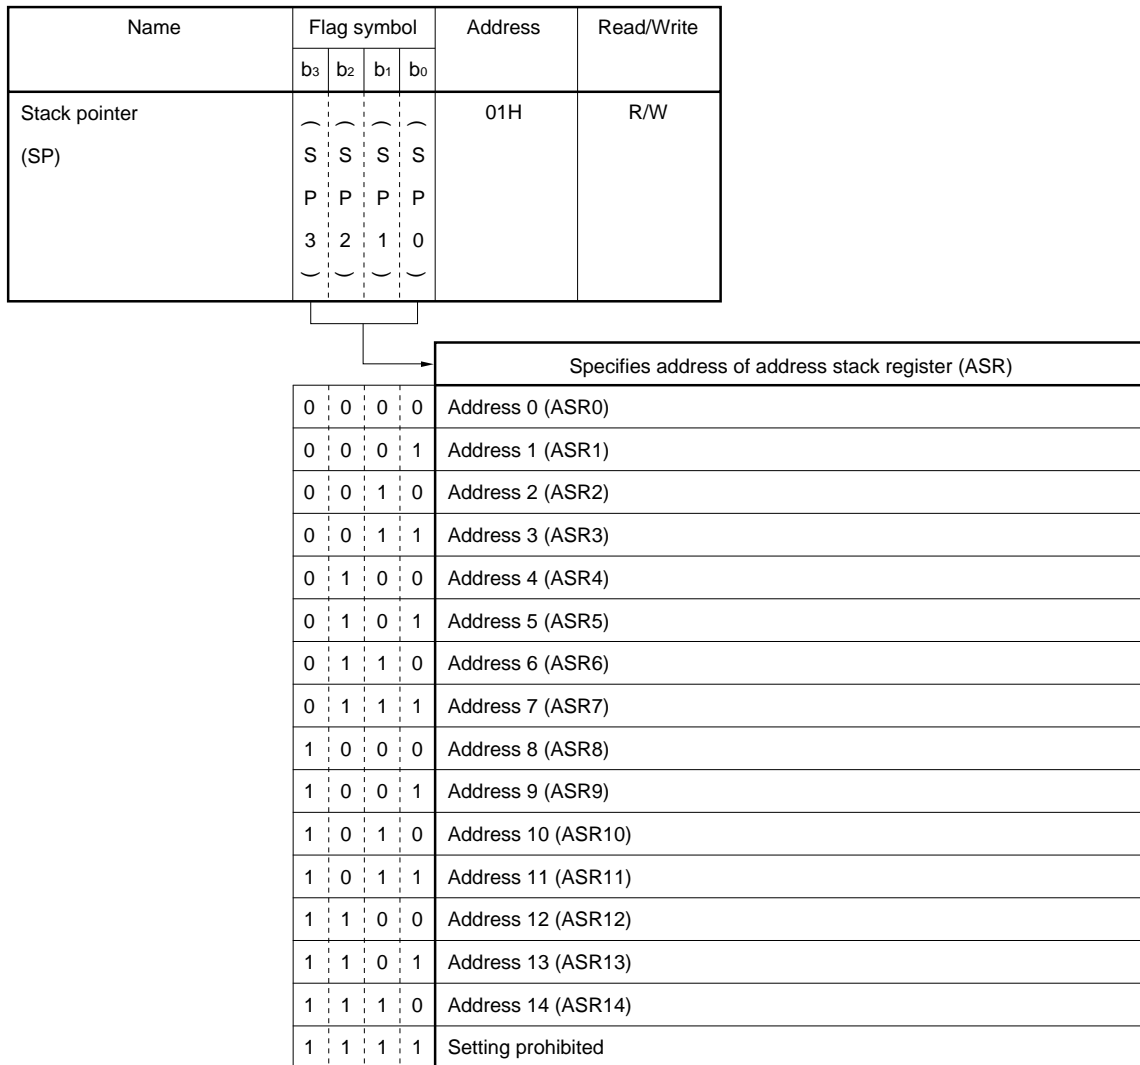 Name Flag symbol Address Read/Write
b3 b2 b1 b0
Stack pointer ( ( ( ( 01H R/W
(SP) S S S S
P P P P
3 2 1 0
) ) ) )
Specifies address of address stack register (ASR)
0 0 0 0 Address 0 (ASR0)
0 0 0 1 Address 1 (ASR1)
0 0 1 0 Address 2 (ASR2)
0 0 1 1 Address 3 (ASR3)
0 1 0 0 Address 4 (ASR4)
0 1 0 1 Address 5 (ASR5)
0 1 1 0 Address 6 (ASR6)
0 1 1 1 Address 7 (ASR7)
1 0 0 0 Address 8 (ASR8)
1 0 0 1 Address 9 (ASR9)
1 0 1 0 Address 10 (ASR10)
1 0 1 1 Address 11 (ASR11)
1 1 0 0 Address 12 (ASR12)
1 1 0 1 Address 13 (ASR13)
1 1 1 0 Address 14 (ASR14)
1 1 1 1 Setting prohibited